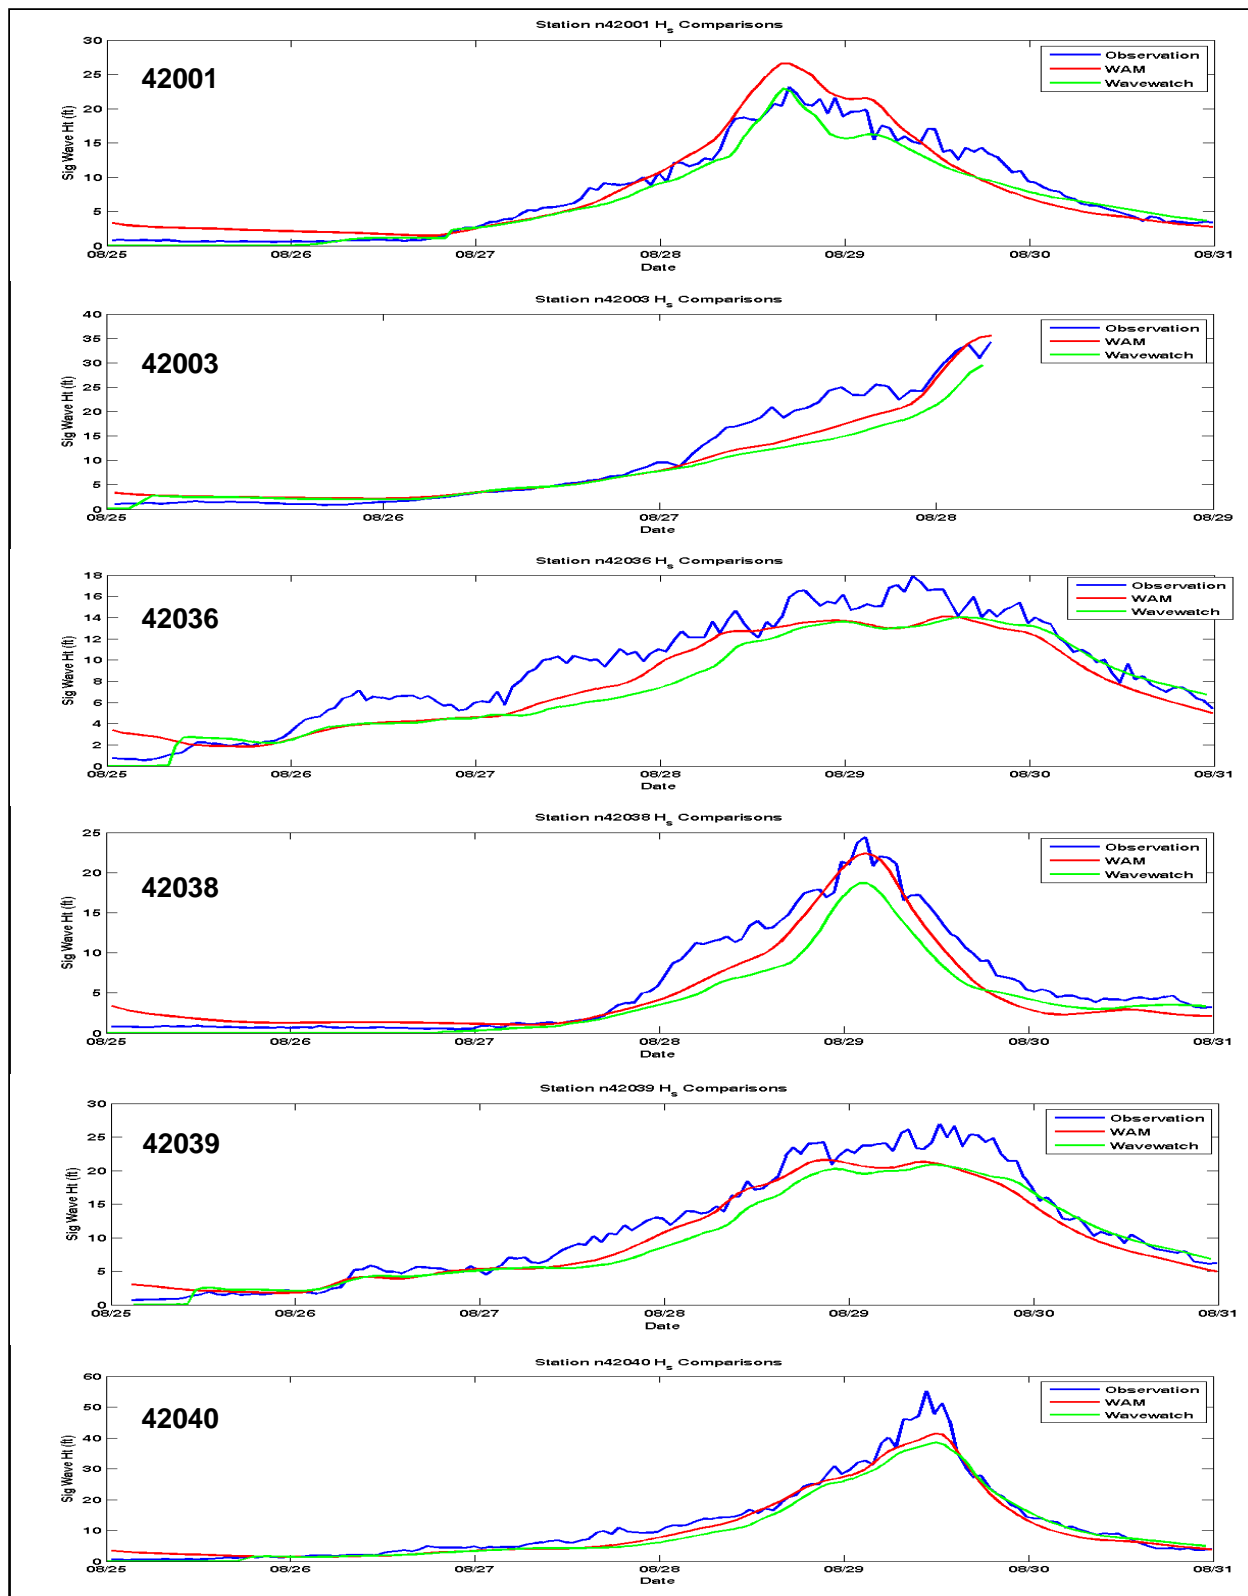 Station n42001 Hs Comparisons
42001
Observation
WAM
Wavewatch
Sig Wave Ht (ft)
30
25
20
15
10
5
0
08/25 08/26 08/27 08/28 08/29 08/30 08/31
Date
Station n42003 Hs Comparisons
42003
Observation
WAM
Wavewatch
Sig Wave Ht (ft)
40
35
30
25
20
15
10
5
0
08/25 08/26 08/27 08/28 08/29
Date
Station n42036 Hs Comparisons
42036
Observation
WAM
Wavewatch
Sig Wave Ht (ft)
18
16
14
12
10
8
6
4
2
0
08/25 08/26 08/27 08/28 08/29 08/30 08/31
Date
Station n42038 Hs Comparisons
42038
Observation
WAM
Wavewatch
Sig Wave Ht (ft)
25
20
15
10
5
0
08/25 08/26 08/27 08/28 08/29 08/30 08/31
Date
Station n42039 Hs Comparisons
42039
Observation
WAM
Wavewatch
Sig Wave Ht (ft)
30
25
20
15
10
5
0
08/25 08/26 08/27 08/28 08/29 08/30 08/31
Date
Station n42040 Hs Comparisons
42040
Observation
WAM
Wavewatch
Sig Wave Ht (ft)
60
50
40
30
20
10
0
08/25 08/26 08/27 08/28 08/29 08/30 08/31
Date